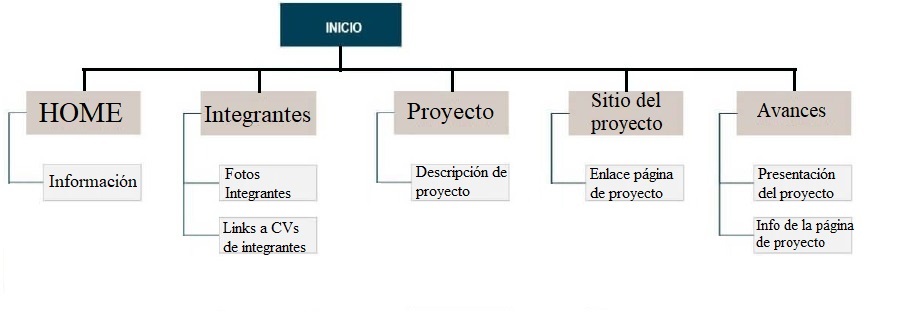 INICIO
HOME
Integrantes
Proyecto
Sitio del
proyecto
Avances
Información
Fotos
Integrantes
Links a CVs
de integrantes
Descripción de
proyecto
Enlace página
de proyecto
Presentación
del proyecto
Info de la página
de proyecto